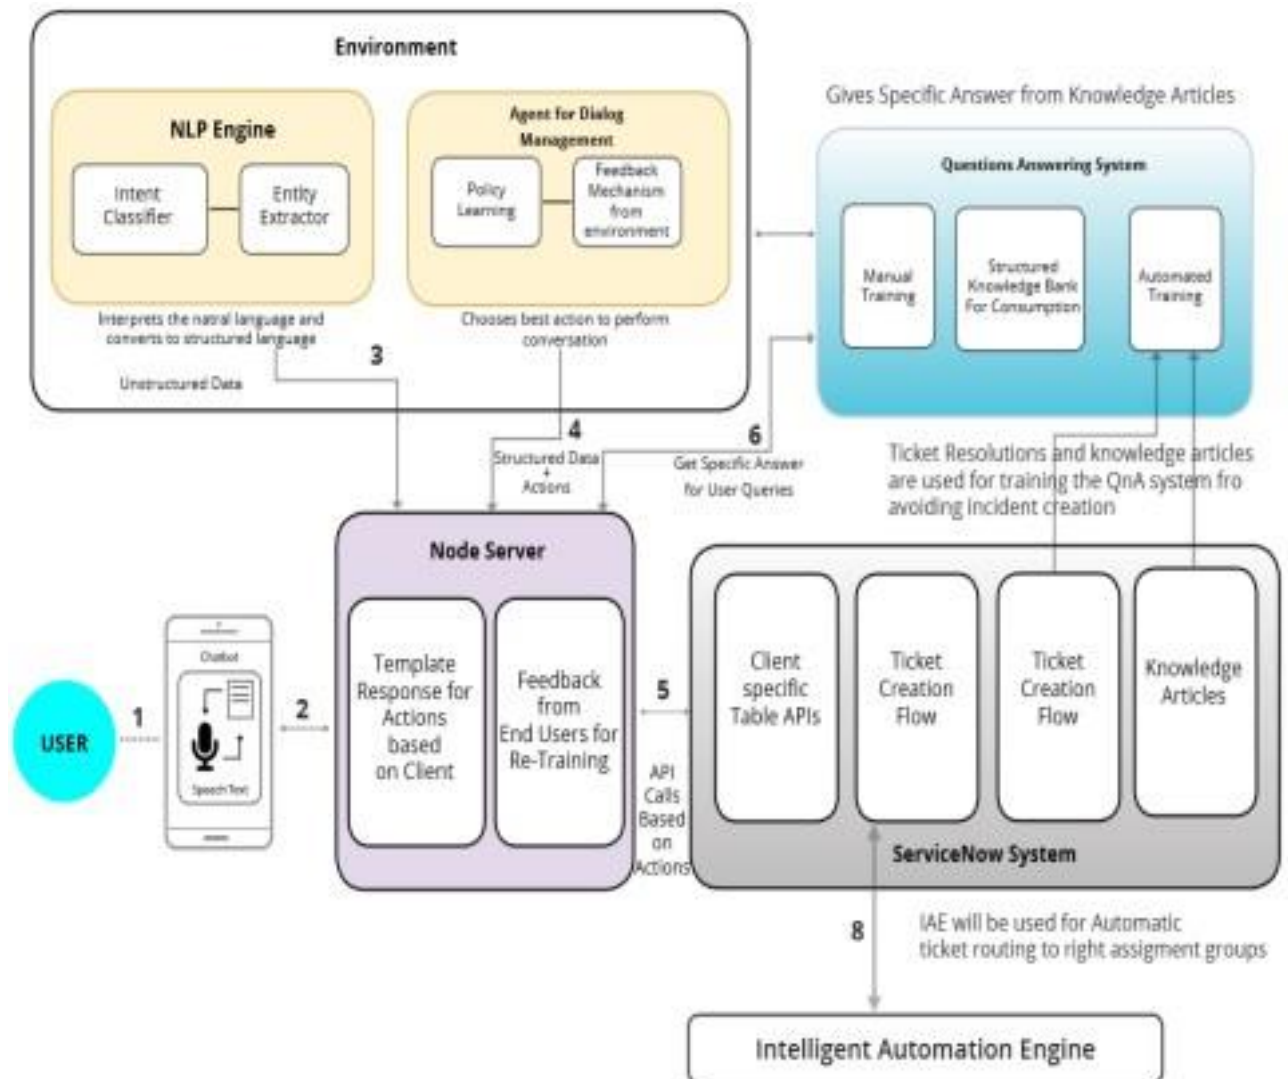 Environment
NLP Engine
Intent
Classifier
Entity
Extractor
Interprets the natral language and
converts to structured language
Unstructured Data
Agent for Dialog
Management
Policy
Learning
Feedback
Mechanism
from
environment
Chooses best action to perform
conversation
Gives Specific Answer from Knowledge Articles
Questions Answering System
Manual
Training
Structured
Knowledge Bank
For Consumption
Automated
Training
3
4
Structured Data
+
Actions
6
Get Specific Answer
for User Queries
Ticket Resolutions and knowledge articles
are used for training the QnA system fro
avoiding incident creation
USER
1
Chatbot
Speech Text
2
Node Server
Template
Response for
Actions
based
on Client
Feedback
from
End Users for
Re-Training
5
API
Calls
Based
on
Actions
Client
specific
Table APIs
Ticket
Creation
Flow
Ticket
Creation
Flow
Knowledge
Articles
ServiceNow System
8
IAE will be used for Automatic
ticket routing to right assigment groups
Intelligent Automation Engine